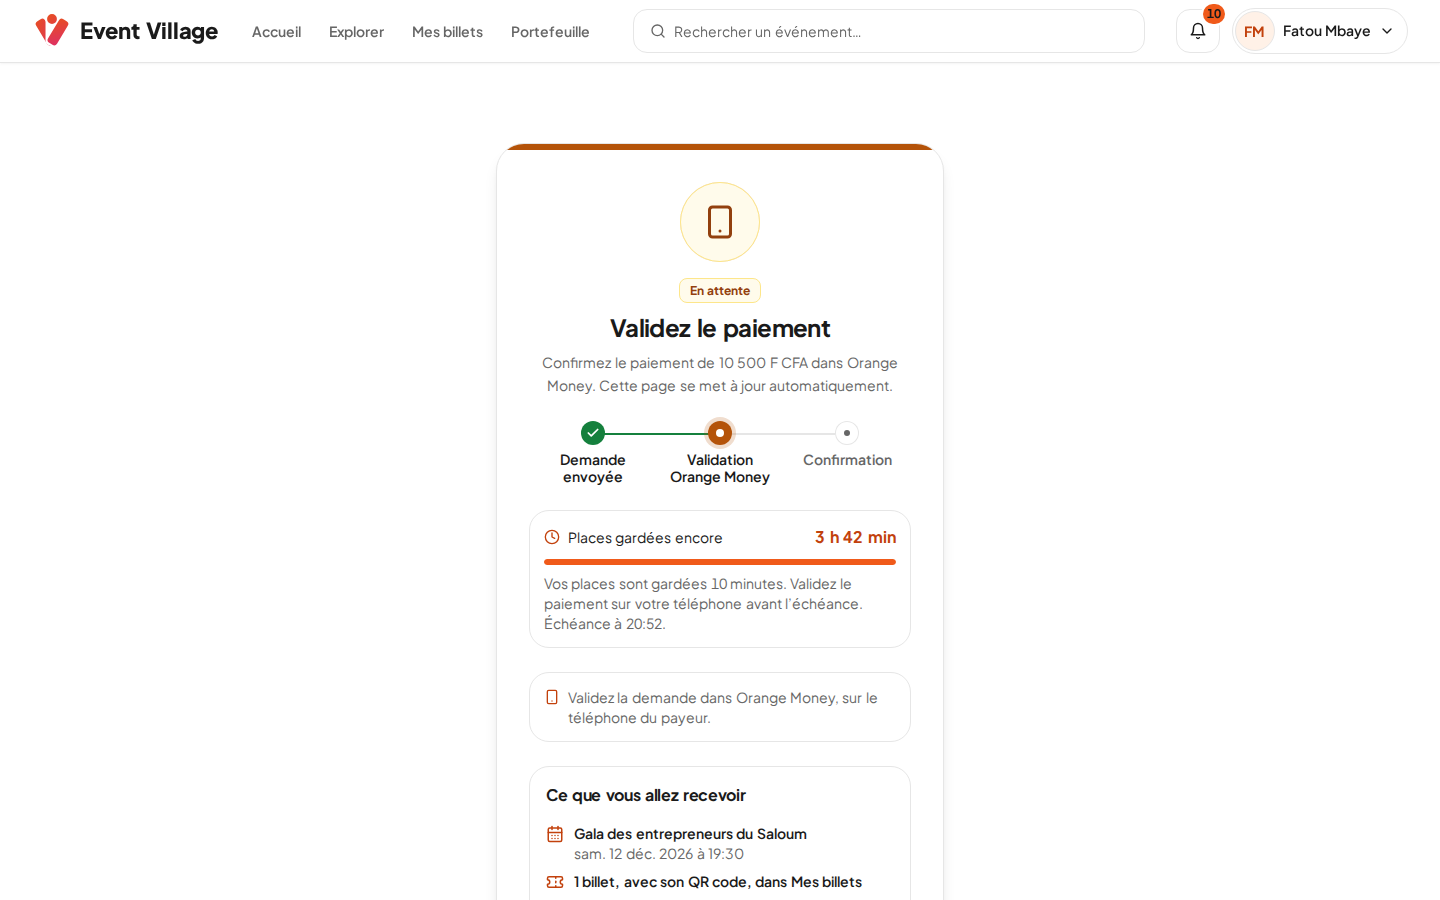 Event Village
Accueil
Explorer
Mes billets
Portefeuille
Rechercher un événement…
10
FM
Fatou Mbaye
En attente
Validez le paiement
Confirmez le paiement de 10 500 F CFA dans Orange
Money. Cette page se met à jour automatiquement.
Demande
envoyée
Validation
Orange Money
Confirmation
Places gardées encore
3 h 42 min
Vos places sont gardées 10 minutes. Validez le
paiement sur votre téléphone avant l'échéance.
Échéance à 20:52.
Validez la demande dans Orange Money, sur le
téléphone du payeur.
Ce que vous allez recevoir
Gala des entrepreneurs du Saloum
sam. 12 déc. 2026 à 19:30
1 billet, avec son QR code, dans Mes billets